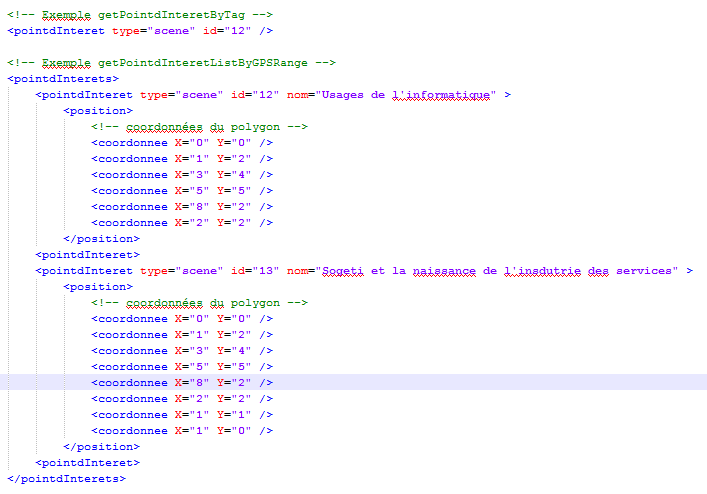 <!-- Exemple getPointdInteretByTag -->
<pointdInteret type="scene" id="12" />
<!-- Exemple getPointdInteretListByGPSRange -->
<pointdInterets>
<pointdInteret type="scene" id="12" nom="Usages de l'informatique" >
<position>
<!-- coordonnées du polygon -->
<coordonnee X="0" Y="0" />
<coordonnee X="1" Y="2" />
<coordonnee X="3" Y="4" />
<coordonnee X="5" Y="5" />
<coordonnee X="8" Y="2" />
<coordonnee X="2" Y="2" />
</position>
<pointdInteret>
<pointdInteret type="scene" id="13" nom="Sogeti et la naissance de l'insdutrie des services" >
<position>
<!-- coordonnées du polygon -->
<coordonnee X="0" Y="0" />
<coordonnee X="1" Y="2" />
<coordonnee X="3" Y="4" />
<coordonnee X="5" Y="5" />
<coordonnee X="8" Y="2" />
<coordonnee X="2" Y="2" />
<coordonnee X="1" Y="1" />
<coordonnee X="1" Y="0" />
</position>
<pointdInteret>
</pointdInterets>